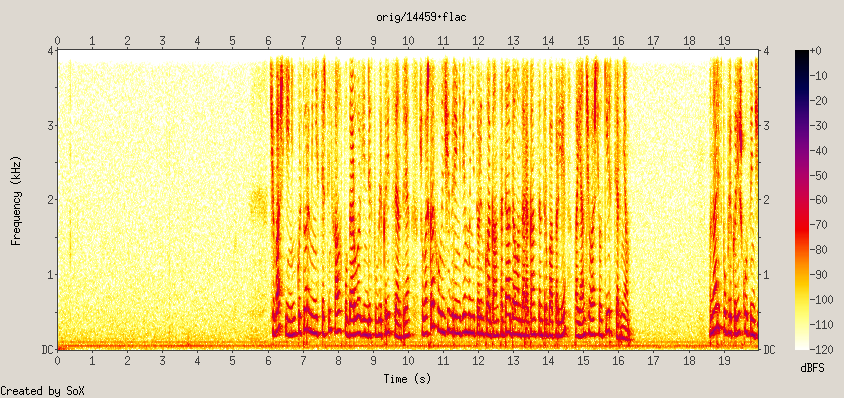 orig/14459•flac
0 1 2 3 4 5 6 7 8 9 10 11 12 13 14 15 16 17 18 19
4 4 +0
-10
-20
3 3 -30
-40
Frequency (kHz)
-50
2 2 -60
-70
-80
1 1 -90
-100
-110
DC DC -120
0 1 2 3 4 5 6 7 8 9 10 11 12 13 14 15 16 17 18 19
Time (s) dBFS
Created by SoX